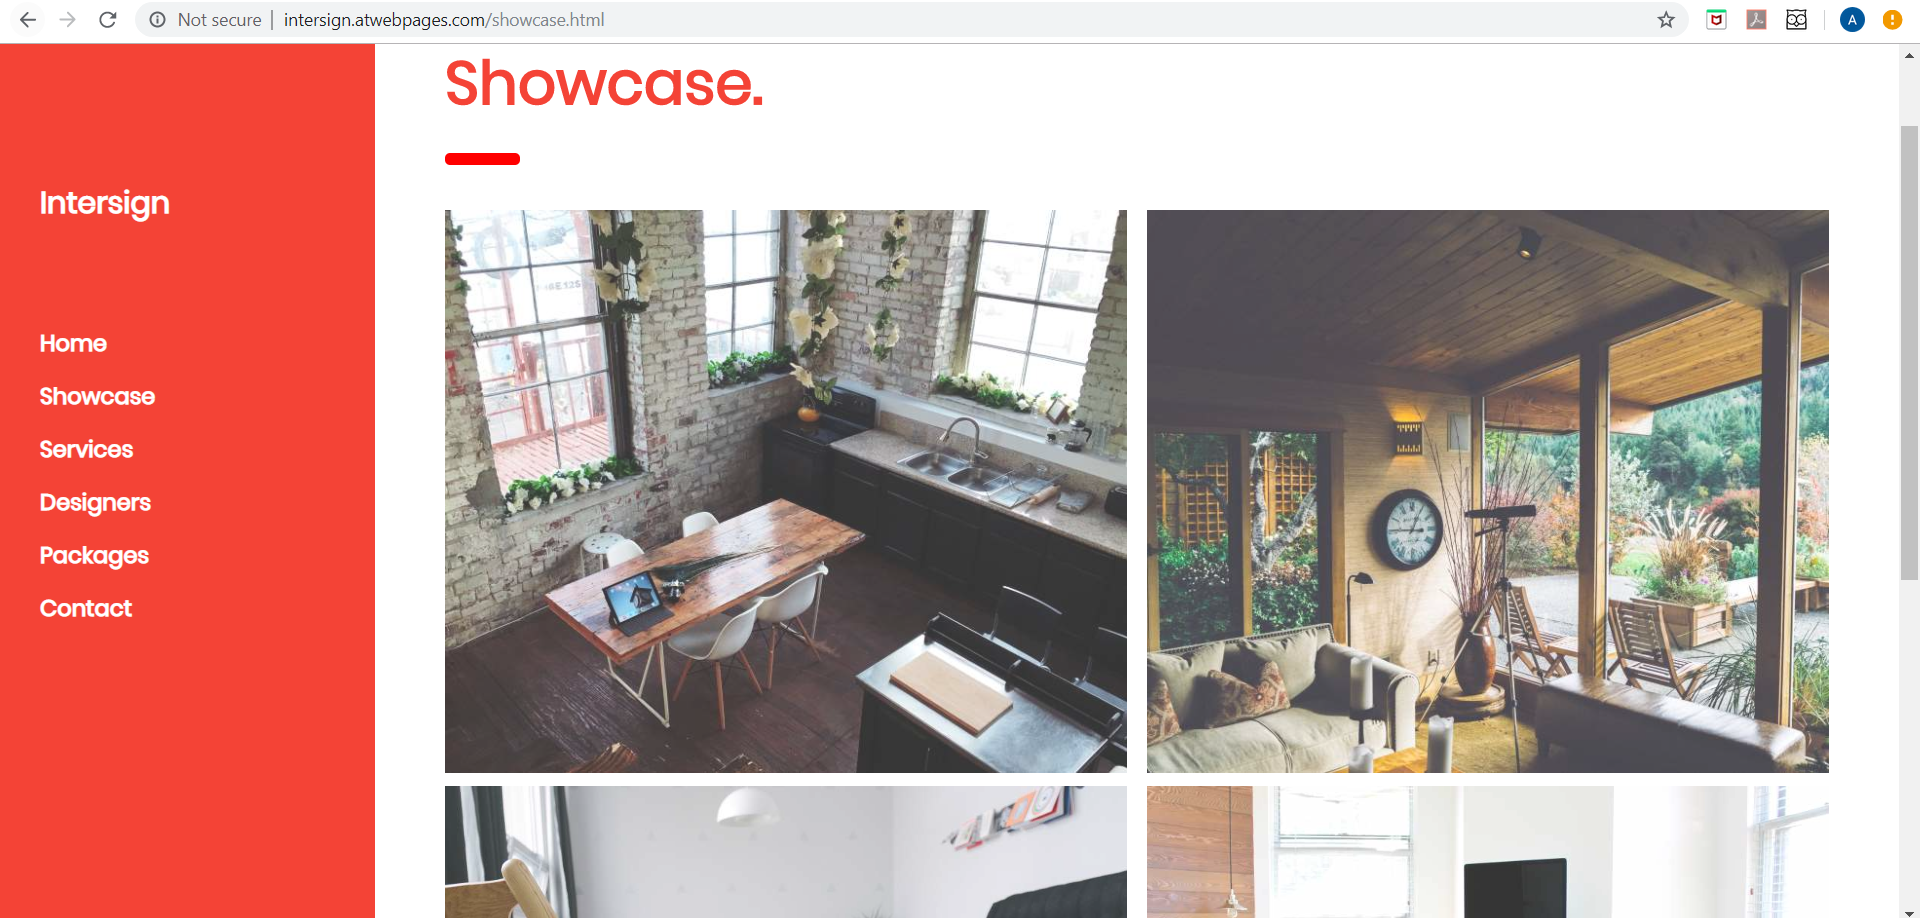 Not secure | intersign.atwebpages.com/showcase.html
A
Showcase.
Intersign
Home
Showcase
Services
Designers
Packages
Contact